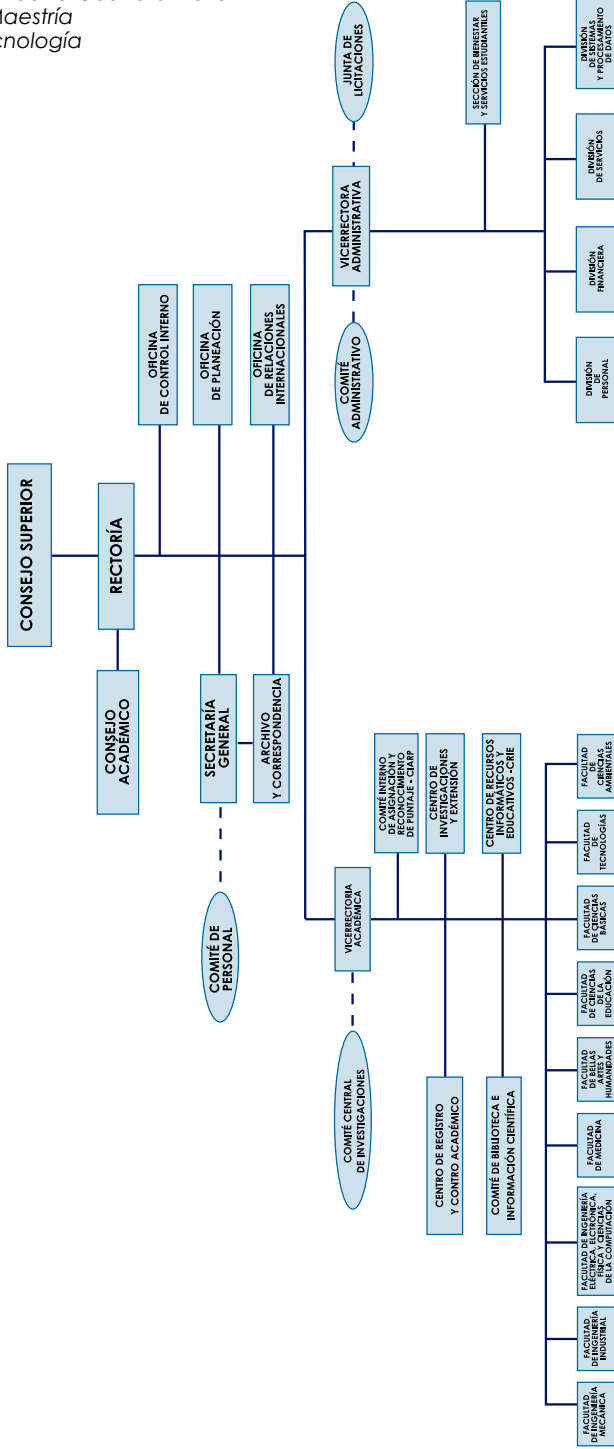 Maestría
cnología
CONSEJO SUPERIOR
RECTORÍA
CONSEJO
ACADÉMICO
OFICINA
DE CONTROL INTERNO
OFICINA
DE PLANEACIÓN
OFICINA
DE RELACIONES
INTERNACIONALES
SECRETARÍA
GENERAL
ARCHIVO
Y CORRESPONDENCIA
COMITÉ DE
PERSONAL
VICERRECTORIA
ACADÉMICA
COMITÉ CENTRAL
DE INVESTIGACIONES
COMITÉ INTERNO
DE ASIGNACIÓN Y
RECONOCIMIENTO
DE PUNTAJE - CIARP
CENTRO DE
INVESTIGACIONES
Y EXTENSIÓN
CENTRO DE RECURSOS
INFORMÁTICOS Y
EDUCATIVOS -CRIE
CENTRO DE REGISTRO
Y CONTRO ACADÉMICO
COMITÉ DE BIBLIOTECA E
INFORMACIÓN CIENTÍFICA
FACULTAD
DE INGENIERÍA
MECÁNICA
FACULTAD
DE INGENIERÍA
INDUSTRIAL
FACULTAD DE INGENIERÍA
ELÉCTRICA, ELCTRÓNICA,
FÍSICA Y CIENCIAS
DE LA COMPUTACIÓN
FACULTAD
DE MEDICINA
FACULTAD
DE BELLAS
ARTES Y
HUMANIDADES
FACULTAD
DE CIENCIAS
DE LA
EDUCACIÓN
FACULTAD
DE CIENCIAS
BÁSICAS
FACULTAD
DE
TECNOLOGÍAS
FACULTAD
DE
CIENCIAS
AMBIENTALES
VICERRECTORA
ADMINISTRATIVA
COMITÉ
ADMINISTRATIVO
JUNTA DE
LICITACIONES
SECCIÓN DE BIENESTAR
Y SERVICIOS ESTUDIANTILES
DIVISIÓN
DE
PERSONAL
DIVISIÓN
FINANCIERA
DIVISIÓN
DE SERVICIOS
DIVISIÓN
DE SISTEMAS
Y PROCESAMIENTO
DE DATOS